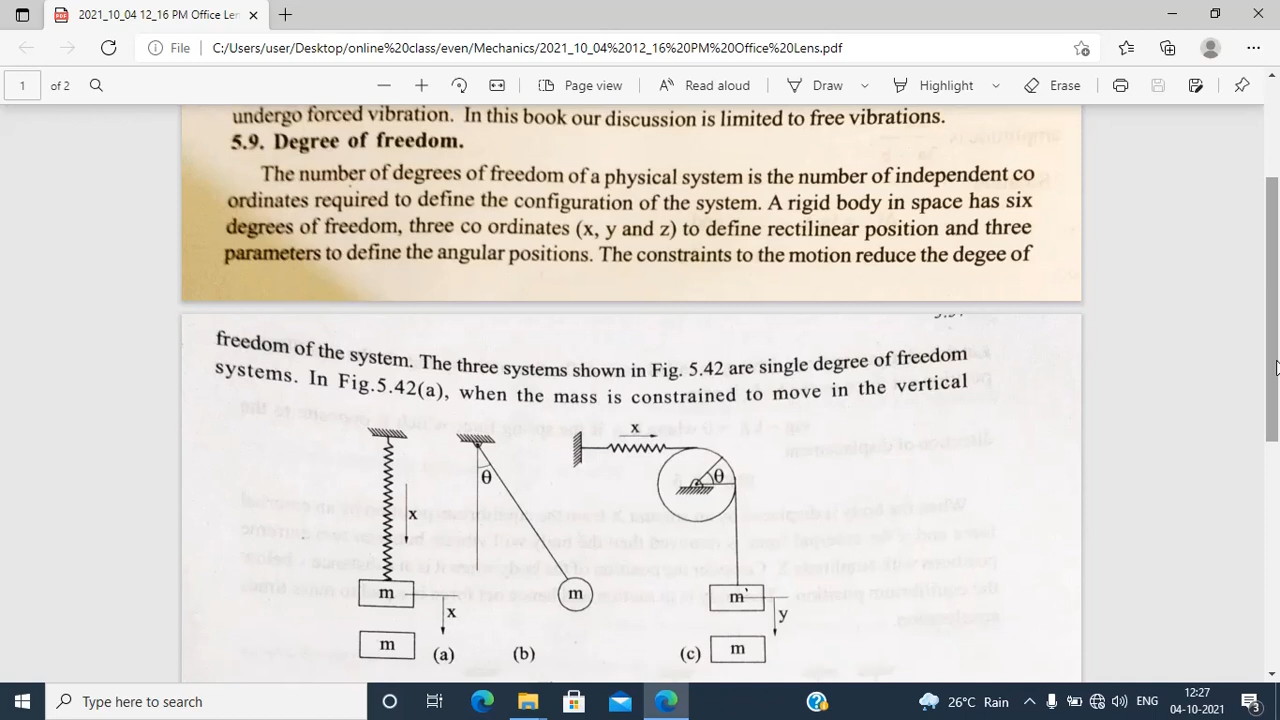 2021_10_04 12_16 PM Office Len
File
C:/Users/user/Desktop/online%20class/even/Mechanics/2021_10_04%2012_16%20PM%20Office%20Lens.pdf
1 of 2
Page view
Read aloud
Draw
Highlight
Erase
undergo forced vibration. In this book our discussion is limited to free vibrations.
5.9. Degree of freedom.
The number of degrees of freedom of a physical system is the number of independent co
ordinates required to define the configuration of the system. A rigid body in space has six
degrees of freedom, three co ordinates (x, y and z) to define rectilinear position and three
parameters to define the angular positions. The constraints to the motion reduce the degee of
freedom of the system. The three systems shown in Fig. 5.42 are single degree of freedom
systems. In Fig.5.42(a), when the mass is constrained to move in the vertical
x
θ
θ
x
m
m
m
x
y
m
(a)
(b)
(c)
m
Type here to search
26°C Rain
ENG
12:27
04-10-2021
3